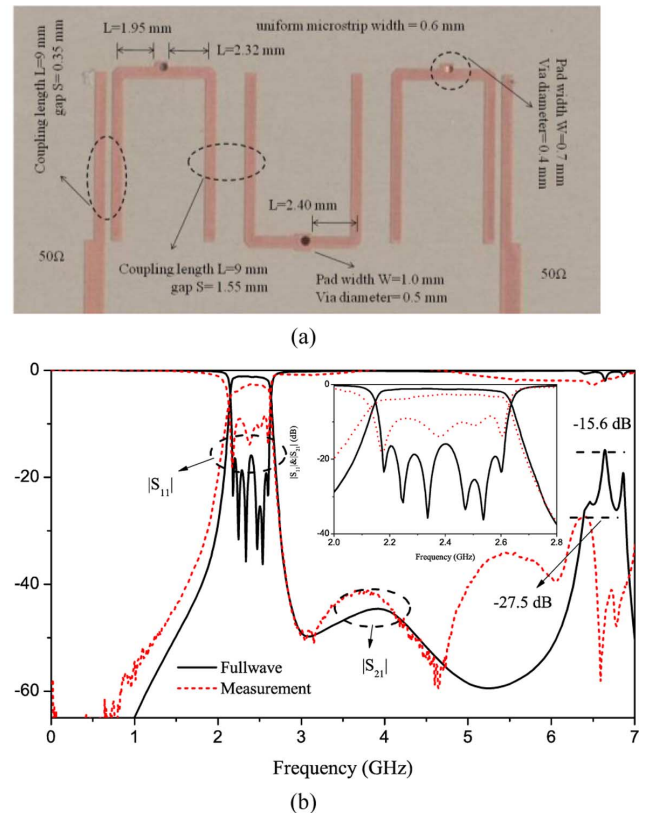 L=1.95 mm
uniform microstrip width = 0.6 mm
L=2.32 mm
Coupling length L=9 mm
gap S= 0.35 mm
Pad width W=0.7 mm
Via diameter= 0.4 mm
L=2.40 mm
50Ω
Coupling length L=9 mm
gap S= 1.55 mm
Pad width W=1.0 mm
Via diameter=0.5 mm
50Ω
(a)
0
-20
-40
-60
|S11|
|S21|
-15.6 dB
-27.5 dB
|S11|&|S21| (dB)
0
-10
-20
-30
-40
2.0 2.2 2.4 2.6 2.8
Frequency (GHz)
Fullwave
Measurement
0 1 2 3 4 5 6 7
Frequency (GHz)
(b)